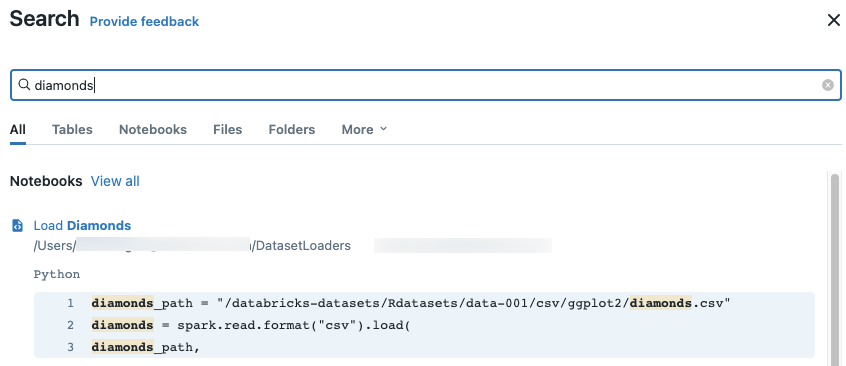 Search Provide feedback
diamonds
All Tables Notebooks Files Folders More
Notebooks View all
Load Diamonds
/Users/ /DatasetLoaders
Python
1 diamonds_path = "/databricks-datasets/Rdatasets/data-001/csv/ggplot2/diamonds.csv"
2 diamonds = spark.read.format("csv").load(
3 diamonds_path,